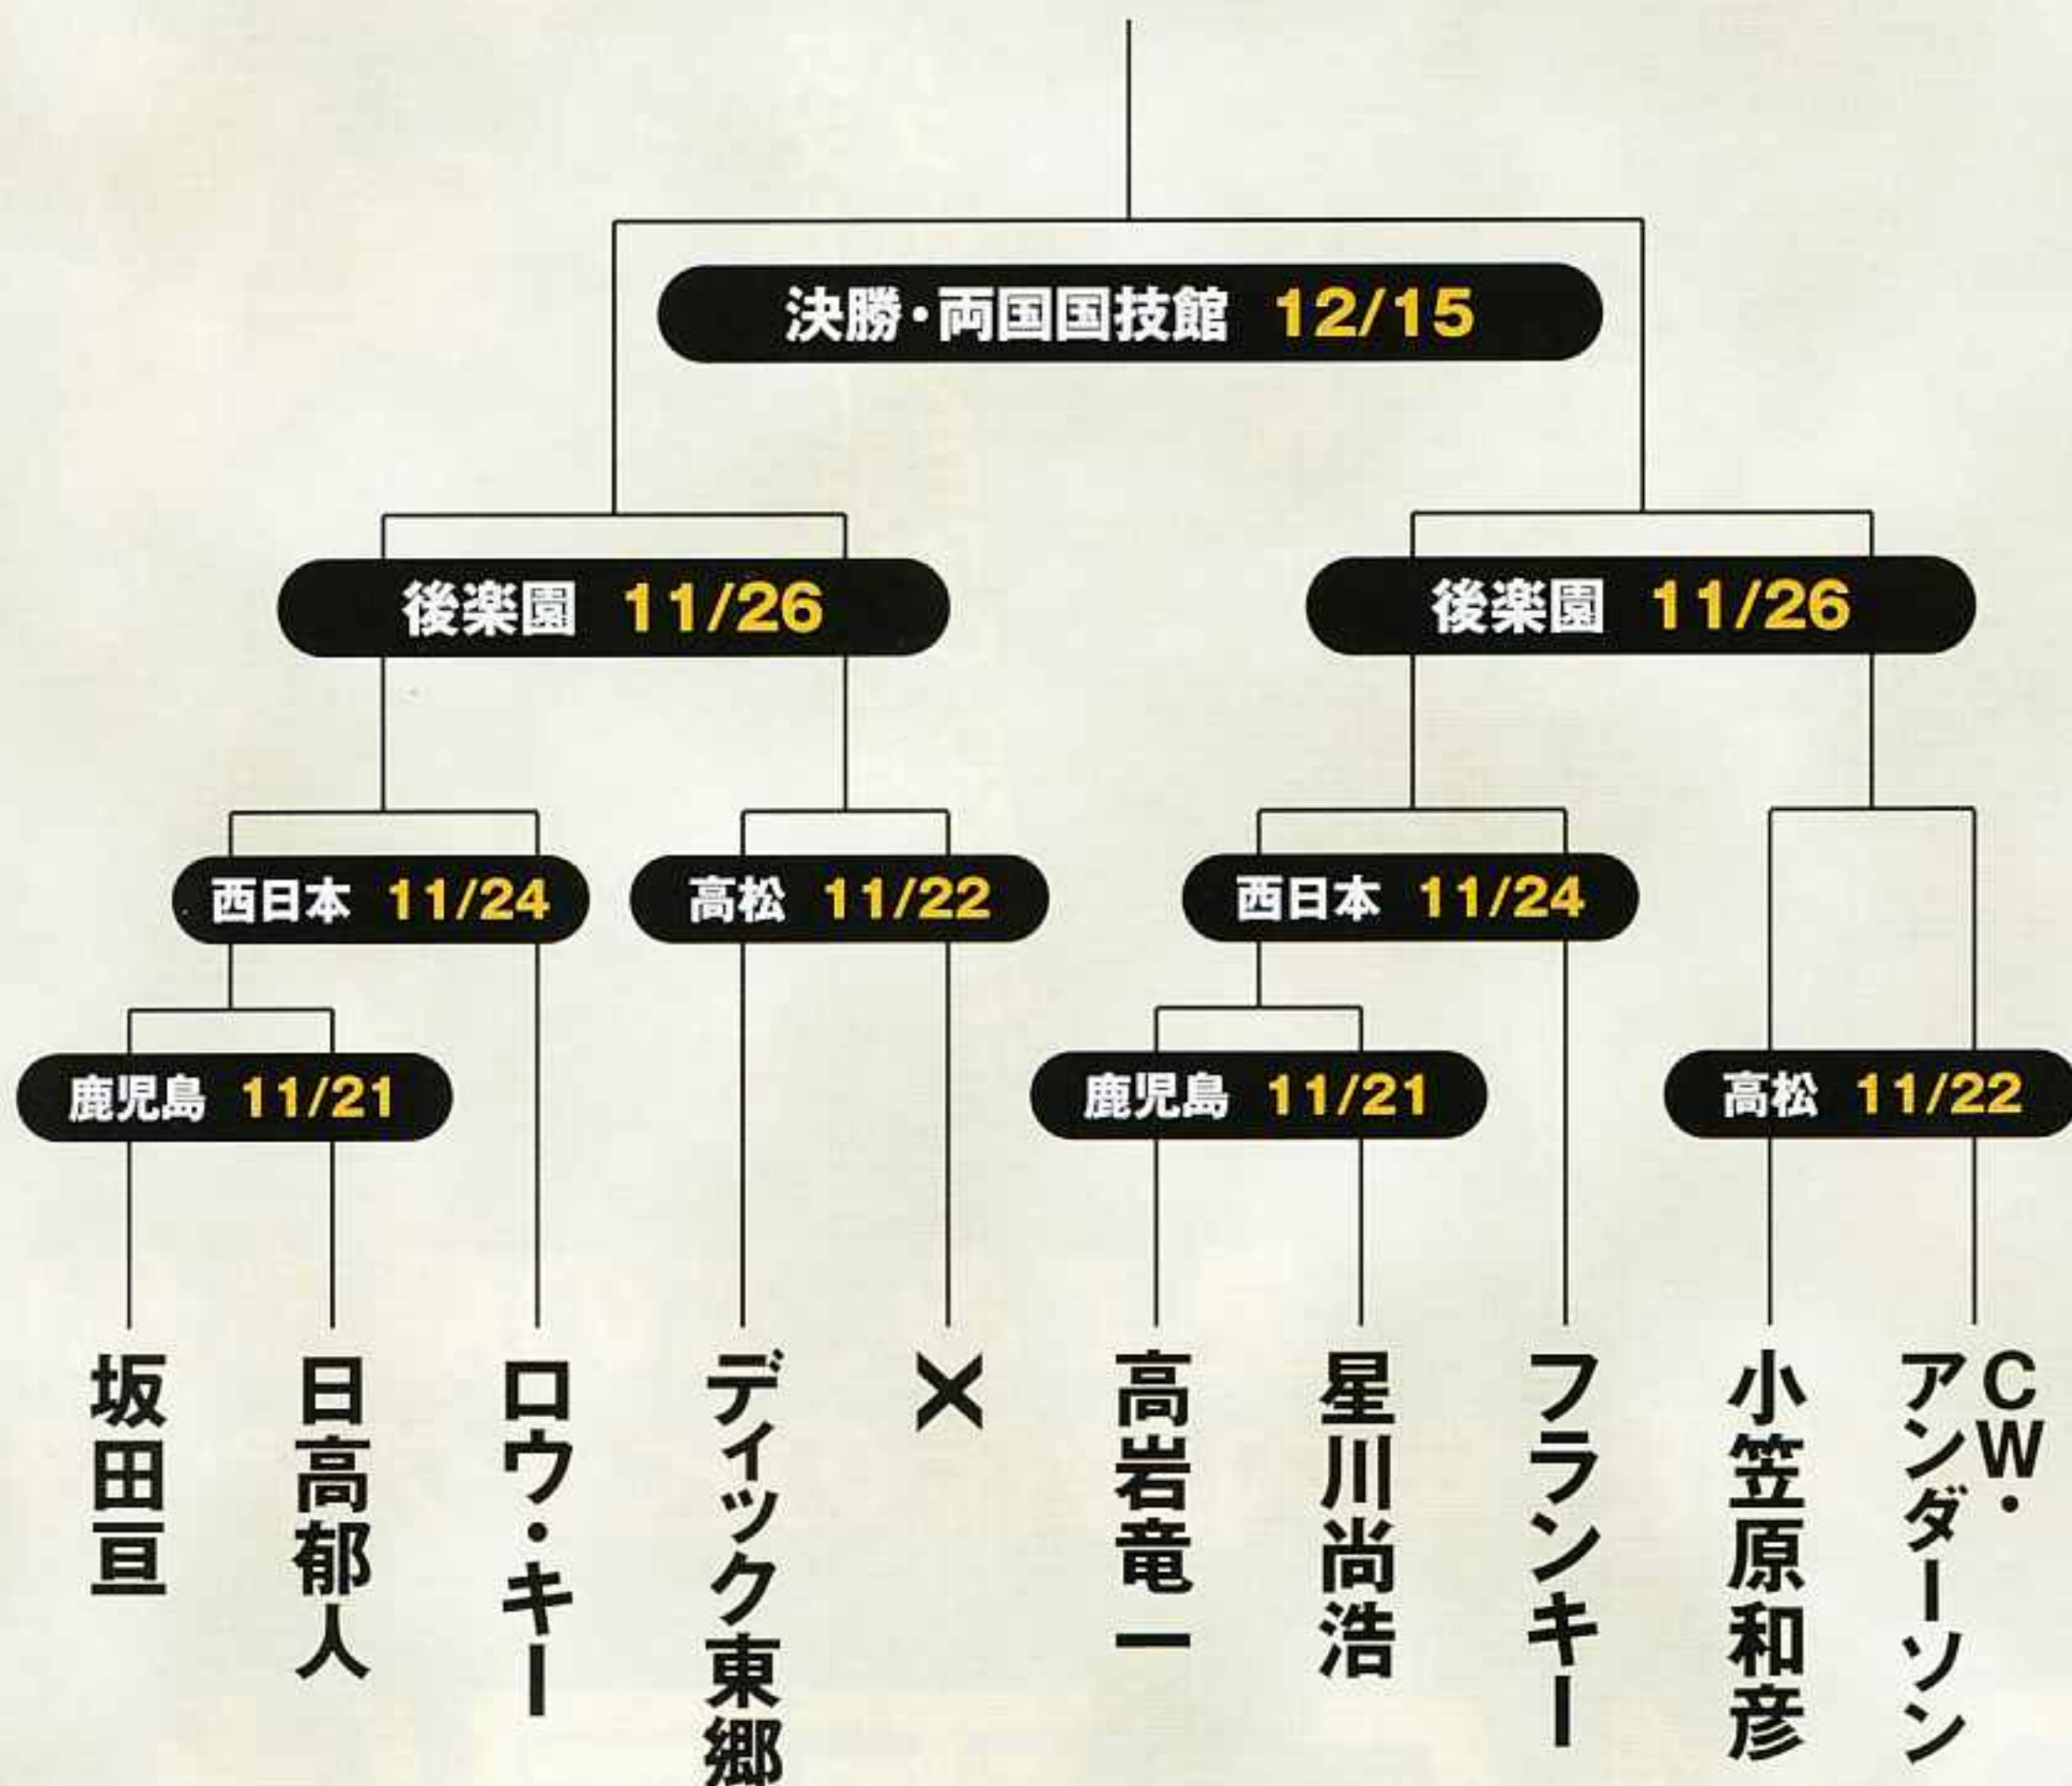 決勝・両国国技館 12/15
後楽園 11/26
後楽園 11/26
西日本 11/24
高松 11/22
西日本 11/24
鹿児島 11/21
鹿児島 11/21
高松 11/22
坂田亘
日高郁人
ロウ・キー
ディック東郷
X
高岩竜一
星川尚浩
フランキー
小笠原和彦
CW・
アンダーソン